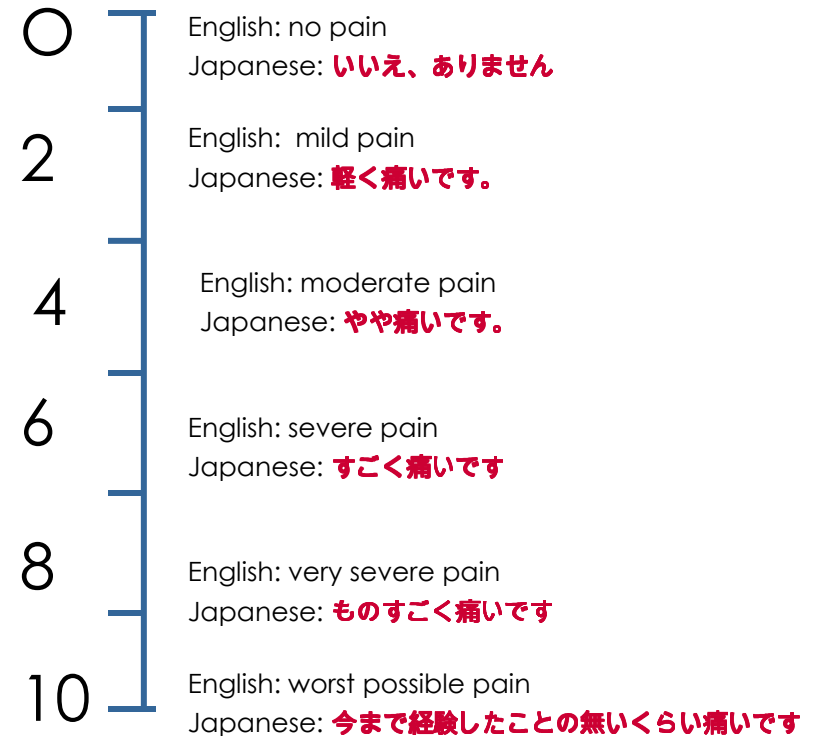 0
English: no pain
Japanese: いいえ、ありません
2
English: mild pain
Japanese: 軽く痛いです。
4
English: moderate pain
Japanese: やや痛いです。
6
English: severe pain
Japanese: すごく痛いです
8
English: very severe pain
Japanese: ものすごく痛いです
10
English: worst possible pain
Japanese: 今まで経験したことの無いくらい痛いです